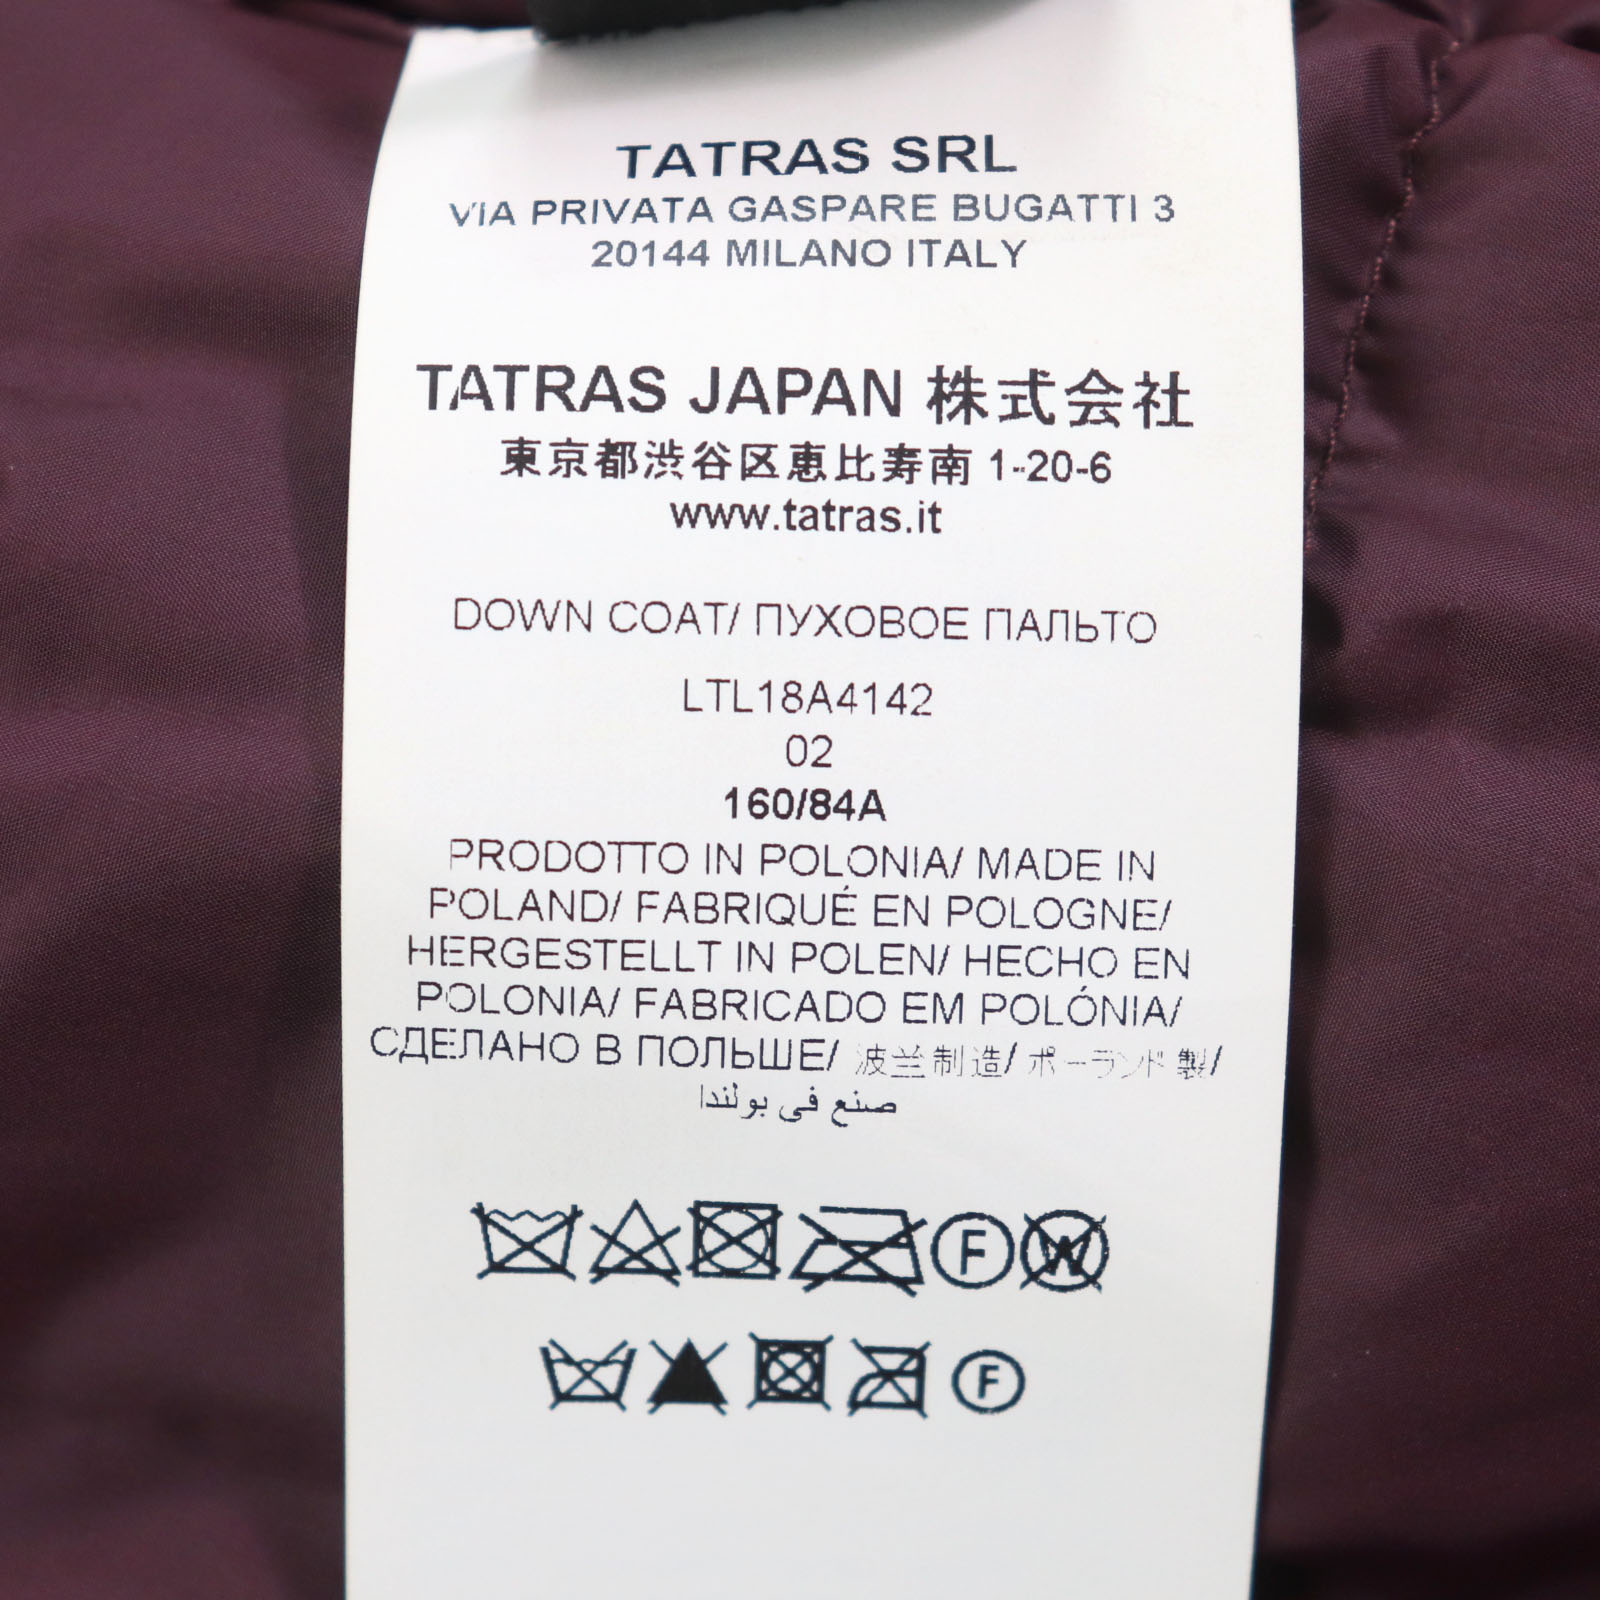 TATRAS SRL
VIA PRIVATA GASPARE BUGATTI 3
20144 MILANO ITALY
TATRAS JAPAN 株式会社
東京都渋谷区恵比寿南 1-20-6
www.tatras.it
DOWN COAT/ ПУХОВОЕ ПАЛЬТО
LTL18A4142
02
160/84A
PRODOTTO IN POLONIA/ MADE IN
POLAND/ FABRIQUÉ EN POLOGNE/
HERGESTELLT IN POLEN/ HECHO EN
POLONIA/ FABRICADO EM POLÓNIA/
СДЕЛАНО В ПОЛЬШЕ/ 波兰制造/ ポーランド製/
صنع في بولندا
F W
F